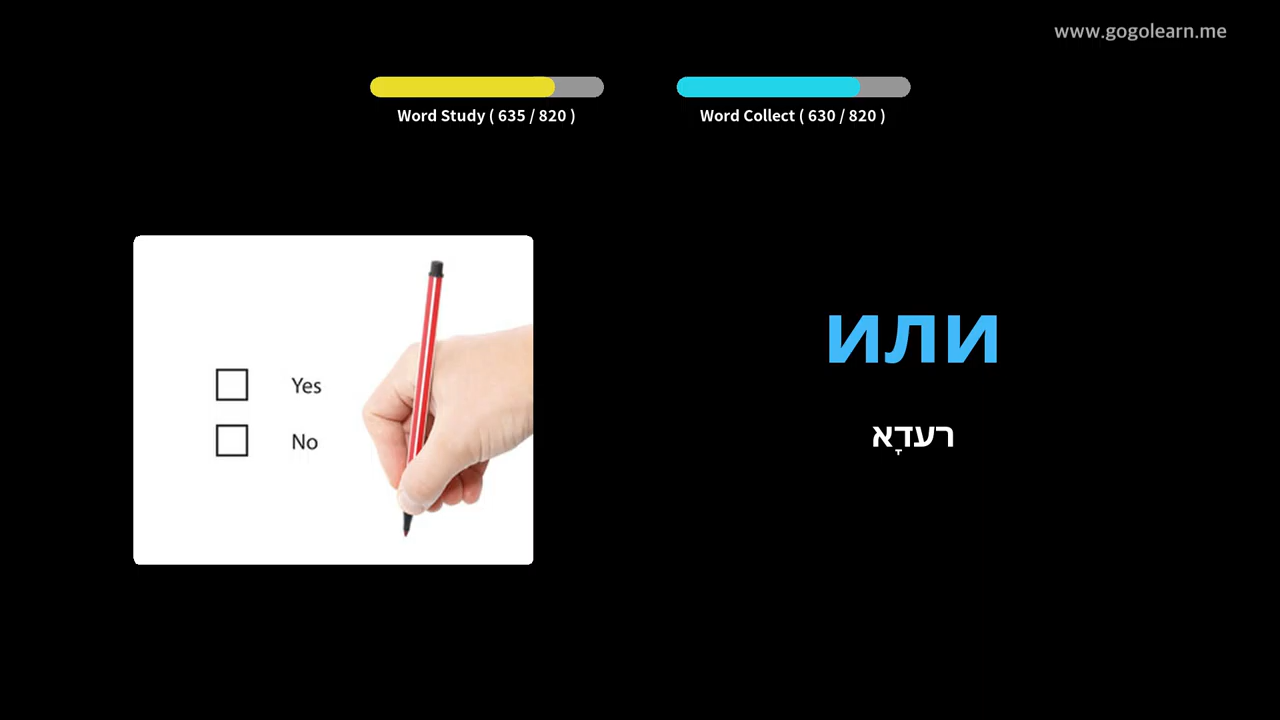 www.gogolearn.me
Word Study ( 635 / 820 )
Word Collect ( 630 / 820 )
Yes
No
или
רעדָא